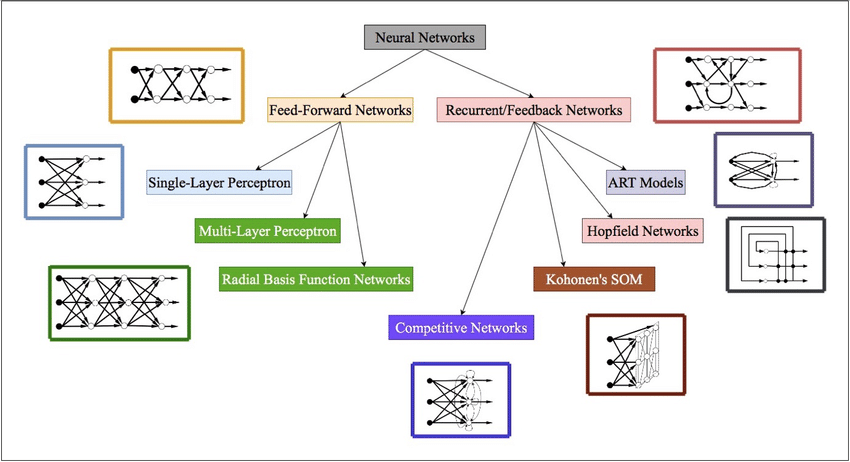 Neural Networks
Feed-Forward Networks
Recurrent/Feedback Networks
Single-Layer Perceptron
ART Models
Multi-Layer Perceptron
Hopfield Networks
Radial Basis Function Networks
Kohonen's SOM
Competitive Networks